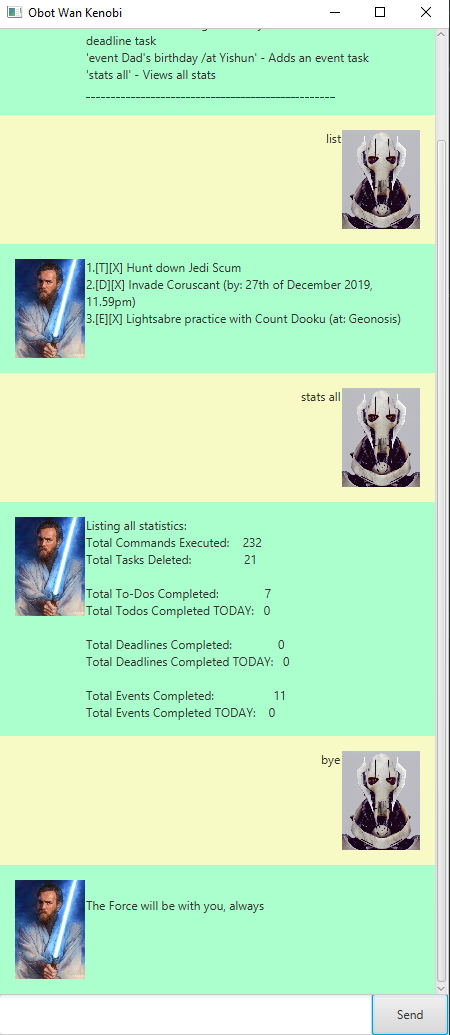 Obot Wan Kenobi
deadline task
'event Dad's birthday /at Yishun' - Adds an event task
'stats all' - Views all stats
list
1.[T][X] Hunt down Jedi Scum
2.[D][X] Invade Coruscant (by: 27th of December 2019,
11.59pm)
3.[E][X] Lightsabre practice with Count Dooku (at: Geonosis)
stats all
Listing all statistics:
Total Commands Executed: 232
Total Tasks Deleted: 21
Total To-Dos Completed: 7
Total Todos Completed TODAY: 0
Total Deadlines Completed: 0
Total Deadlines Completed TODAY: 0
Total Events Completed: 11
Total Events Completed TODAY: 0
bye
The Force will be with you, always
Send